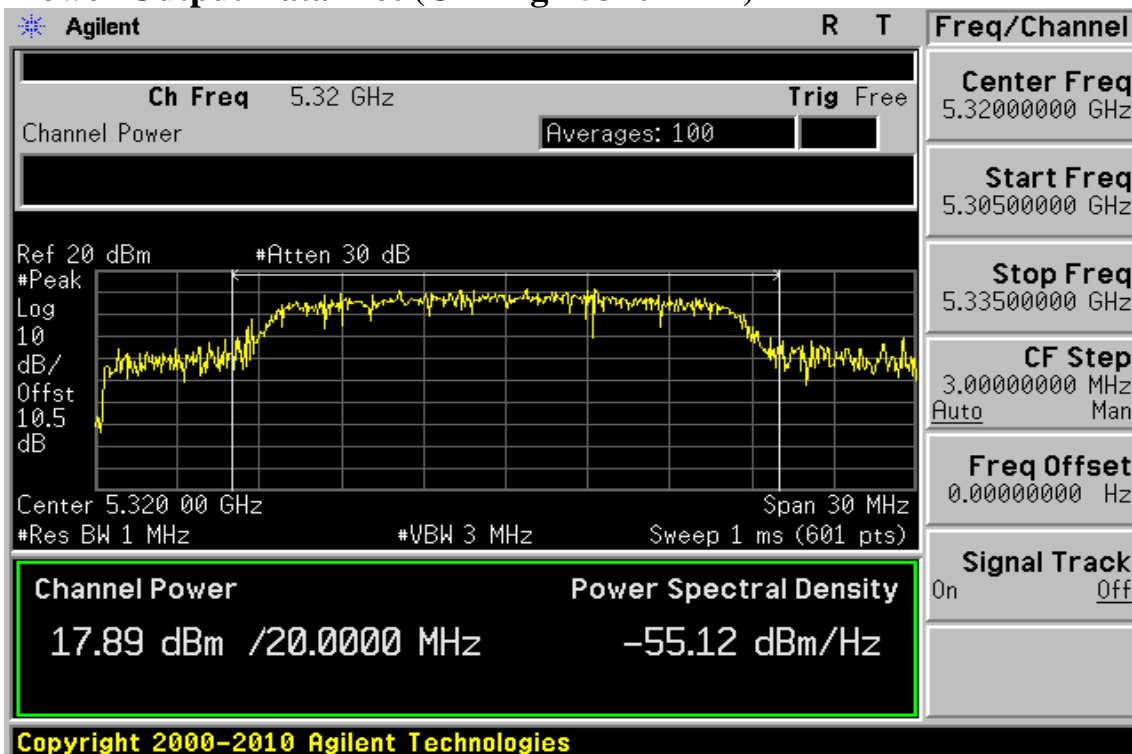 Agilent R T
Freq/Channel
Ch Freq 5.32 GHz Trig Free
Channel Power Averages: 100
Ref 20 dBm #Atten 30 dB
#Peak
Log
10
dB/
Offst
10.5
dB
Center 5.320 00 GHz Span 30 MHz
#Res BW 1 MHz #VBW 3 MHz Sweep 1 ms (601 pts)
Channel Power Power Spectral Density
17.89 dBm /20.0000 MHz -55.12 dBm/Hz
Center Freq
5.32000000 GHz
Start Freq
5.30500000 GHz
Stop Freq
5.33500000 GHz
CF Step
3.00000000 MHz
Auto Man
Freq Offset
0.00000000 Hz
Signal Track
On Off
Copyright 2000-2010 Agilent Technologies